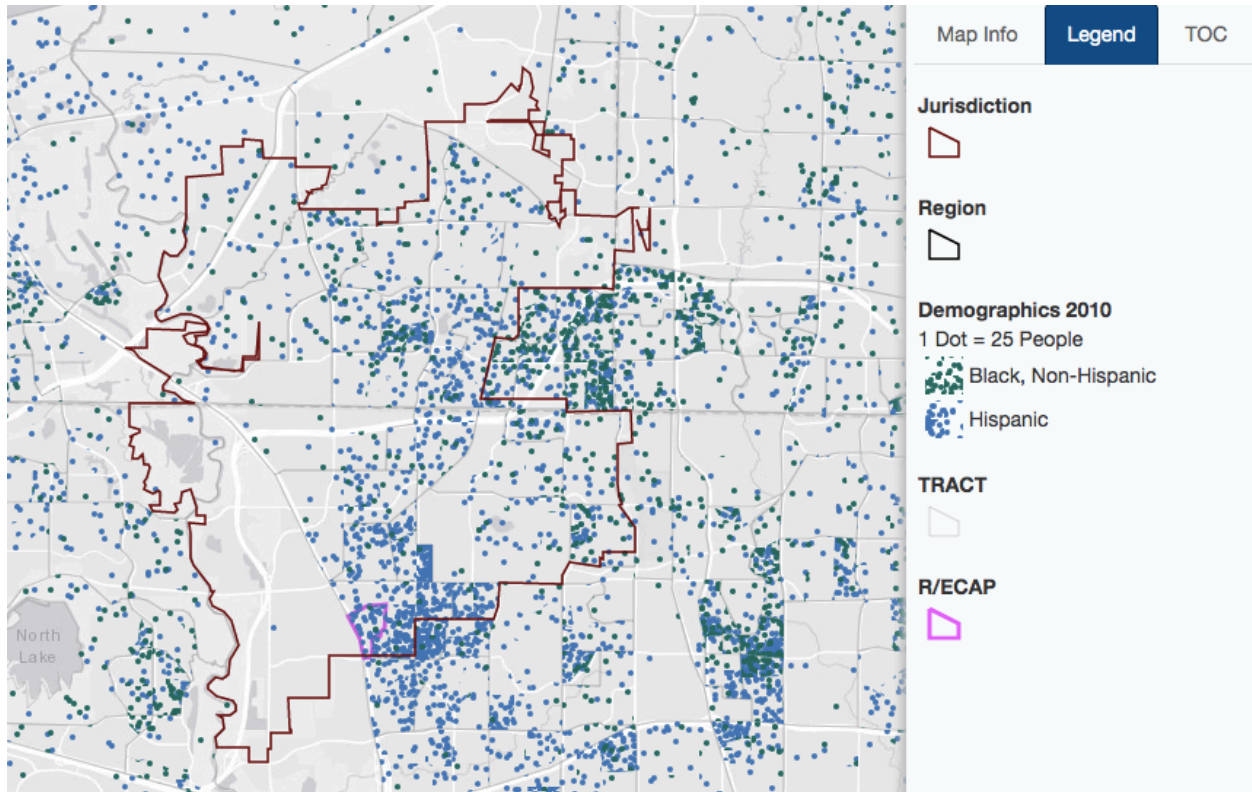 Map Info
Legend
TOC
Jurisdiction
Region
Demographics 2010
1 Dot = 25 People
Black, Non-Hispanic
Hispanic
TRACT
R/ECAP
North
Lake